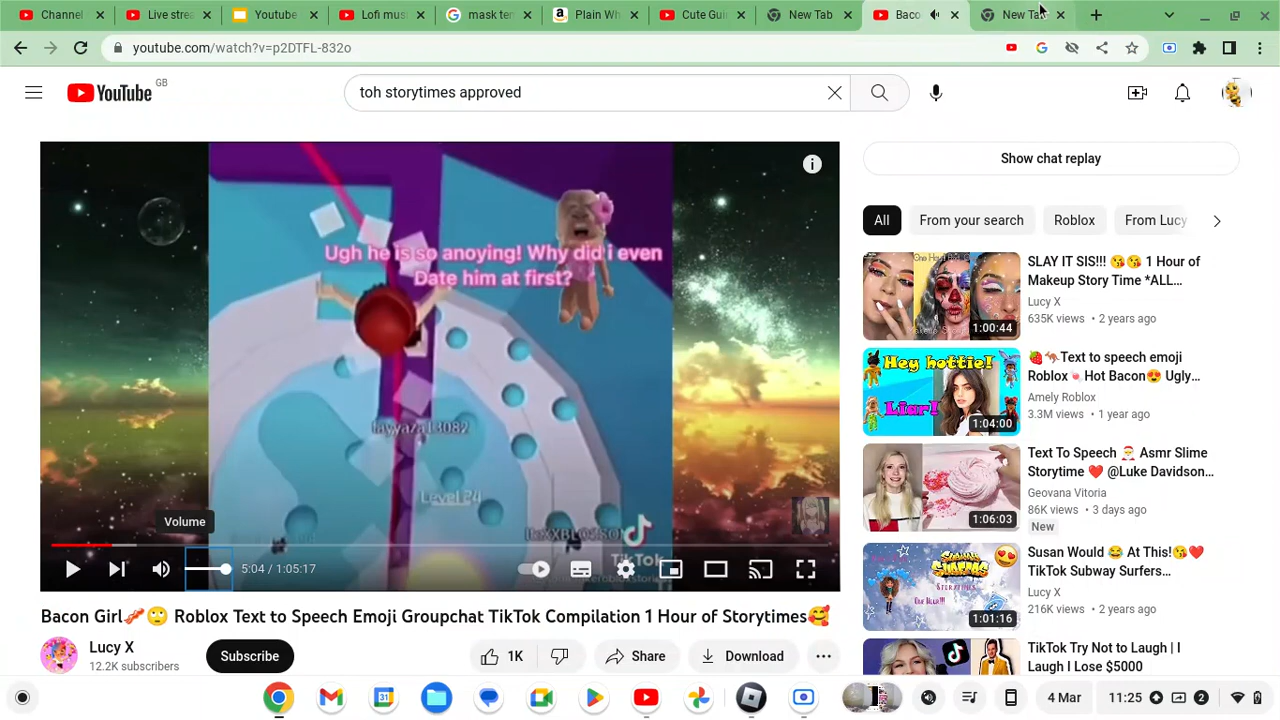 Channel
Live strea
Youtube
Lofi mus
mask tem
Plain Wh
Cute Gui
New Tab
Baco
New Tab
youtube.com/watch?v=p2DTFL-832o
YouTube GB
toh storytimes approved
Ugh he is so anoying! Why did i even
Date him at first?
Level 24
TikTok
Volume
5:04 / 1:05:17
Bacon Girl🥓🙄 Roblox Text to Speech Emoji Groupchat TikTok Compilation 1 Hour of Storytimes🥰
Lucy X
12.2K subscribers
Subscribe
1K
Share
Download
Show chat replay
All
From your search
Roblox
From Lucy
SLAY IT SIS!!! 😘😘 1 Hour of
Makeup Story Time *ALL…
Lucy X
635K views • 2 years ago
1:00:44
Hey hottie!
Liar!
1:04:00
🍓🦘Text to speech emoji
Roblox🍬Hot Bacon😍 Ugly…
Amely Roblox
3.3M views • 1 year ago
1:06:03
Text To Speech 🎅 Asmr Slime
Storytime ❤️ @Luke Davidson…
Geovana Vitoria
86K views • 3 days ago
New
SUBWAY
SURFERS
1:01:16
Susan Would 😂 At This!😘❤️
TikTok Subway Surfers…
Lucy X
216K views • 2 years ago
TikTok Try Not to Laugh | I
Laugh I Lose $5000
31
4 Mar
11:25
2